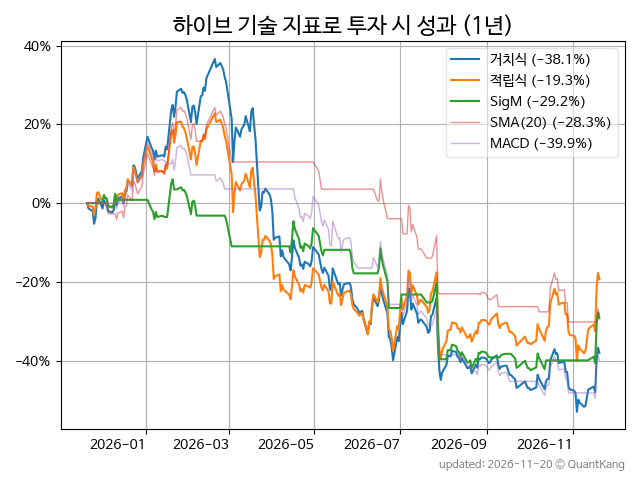 하이브 기술 지표로 투자 시 성과 (1년)
40%
20%
0%
−20%
−40%
거치식 (−38.1%)
적립식 (−19.3%)
SigM (−29.2%)
SMA(20) (−28.3%)
MACD (−39.9%)
2026-01
2026-03
2026-05
2026-07
2026-09
2026-11
updated: 2026-11-20 © QuantKang